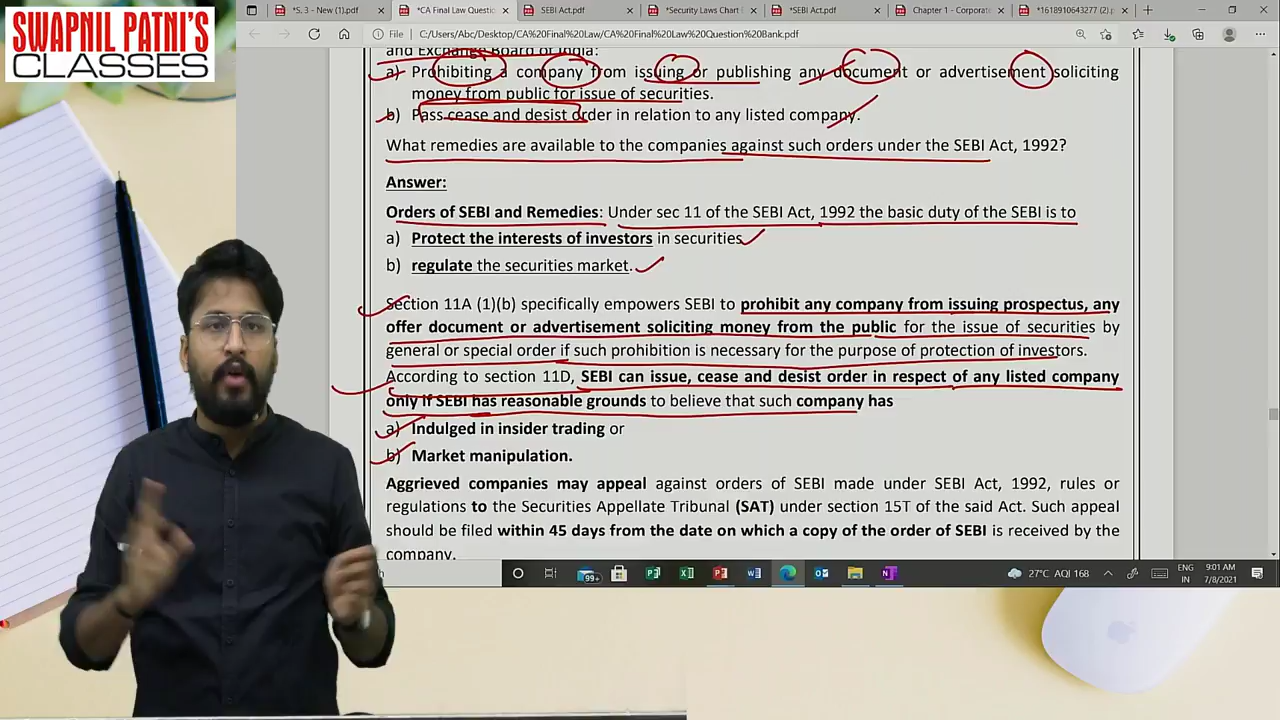 SWAPNIL PATNI'S
CLASSES
*S. 3 - New (1).pdf
*CA Final Law Questio
SEBI Act.pdf
*Security Laws Chart
*SEBI Act.pdf
Chapter 1 - Corporat
*1618910643277 (2).p
File
C:/Users/Abc/Desktop/CA%20Final%20Law/CA%20Final%20Law%20Question%20Bank.pdf
and Exchange Board of India:
a) Prohibiting a company from issuing or publishing any document or advertisement soliciting
money from public for issue of securities.
b) Pass cease and desist order in relation to any listed company.
What remedies are available to the companies against such orders under the SEBI Act, 1992?
Answer:
Orders of SEBI and Remedies: Under sec 11 of the SEBI Act, 1992 the basic duty of the SEBI is to
a) Protect the interests of investors in securities
b) regulate the securities market.
Section 11A (1)(b) specifically empowers SEBI to prohibit any company from issuing prospectus, any
offer document or advertisement soliciting money from the public for the issue of securities by
general or special order if such prohibition is necessary for the purpose of protection of investors.
According to section 11D, SEBI can issue, cease and desist order in respect of any listed company
only if SEBI has reasonable grounds to believe that such company has
a) Indulged in insider trading or
b) Market manipulation.
Aggrieved companies may appeal against orders of SEBI made under SEBI Act, 1992, rules or
regulations to the Securities Appellate Tribunal (SAT) under section 15T of the said Act. Such appeal
should be filed within 45 days from the date on which a copy of the order of SEBI is received by the
company.
99+
27°C AQI 168
ENG
IN
9:01 AM
7/8/2021